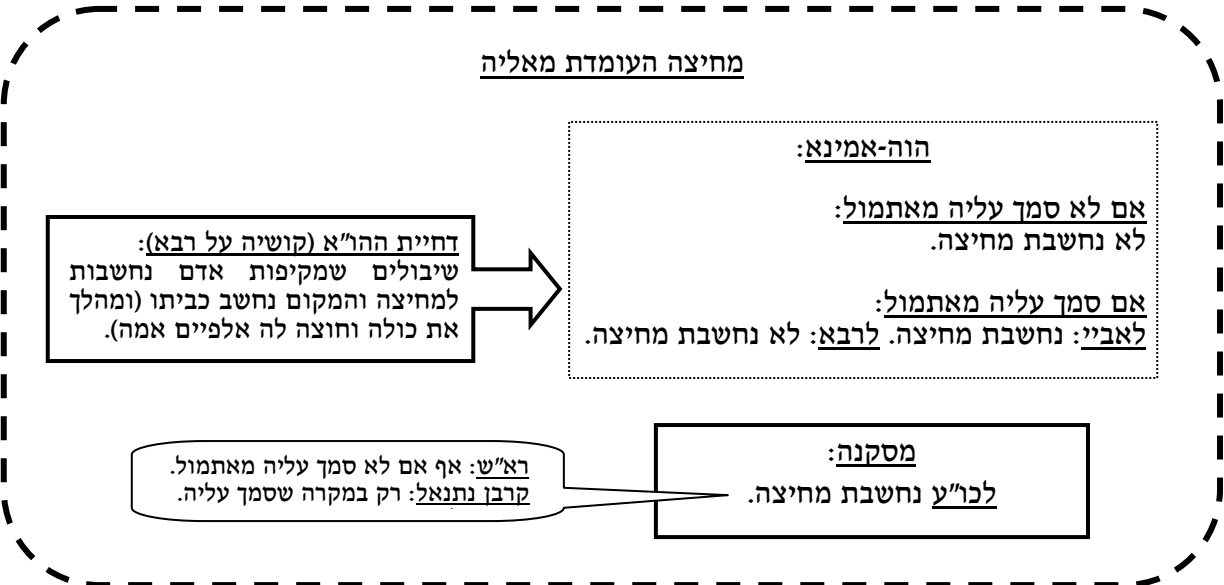 מחיצה העומדת מאליה
הוה-אמינא:
אם לא סמך עליה מאתמול:
לא נחשבת מחיצה.
אם סמך עליה מאתמול:
לאביי: נחשבת מחיצה. לרבא: לא נחשבת מחיצה.
דחיית ההו"א (קושיה על רבא):
שיבולים שמקיפות אדם נחשבות
למחיצה והמקום נחשב כביתו (ומהלך
את כולה וחוצה לה אלפיים אמה).
מסקנה:
לכו"ע נחשבת מחיצה.
רא"ש: אף אם לא סמך עליה מאתמול.
קרבן נתנאל: רק במקרה שסמך עליה.